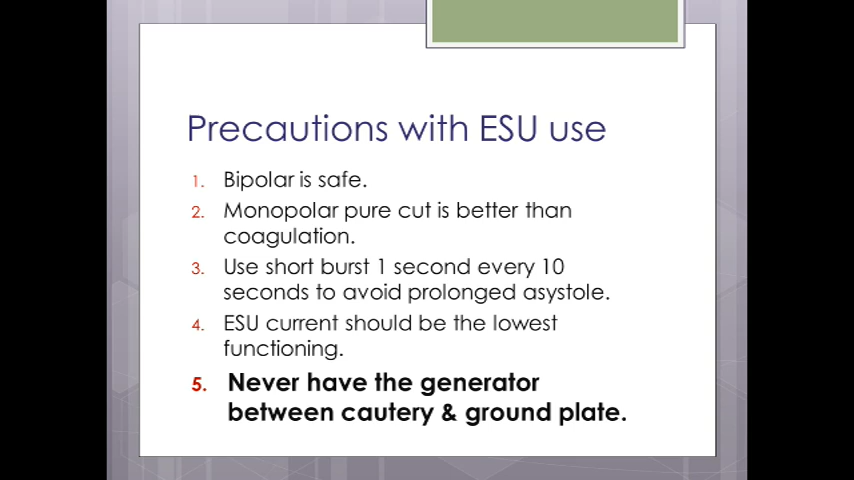 Precautions with ESU use
1. Bipolar is safe.
2. Monopolar pure cut is better than
coagulation.
3. Use short burst 1 second every 10
seconds to avoid prolonged asystole.
4. ESU current should be the lowest
functioning.
5. Never have the generator
between cautery & ground plate.